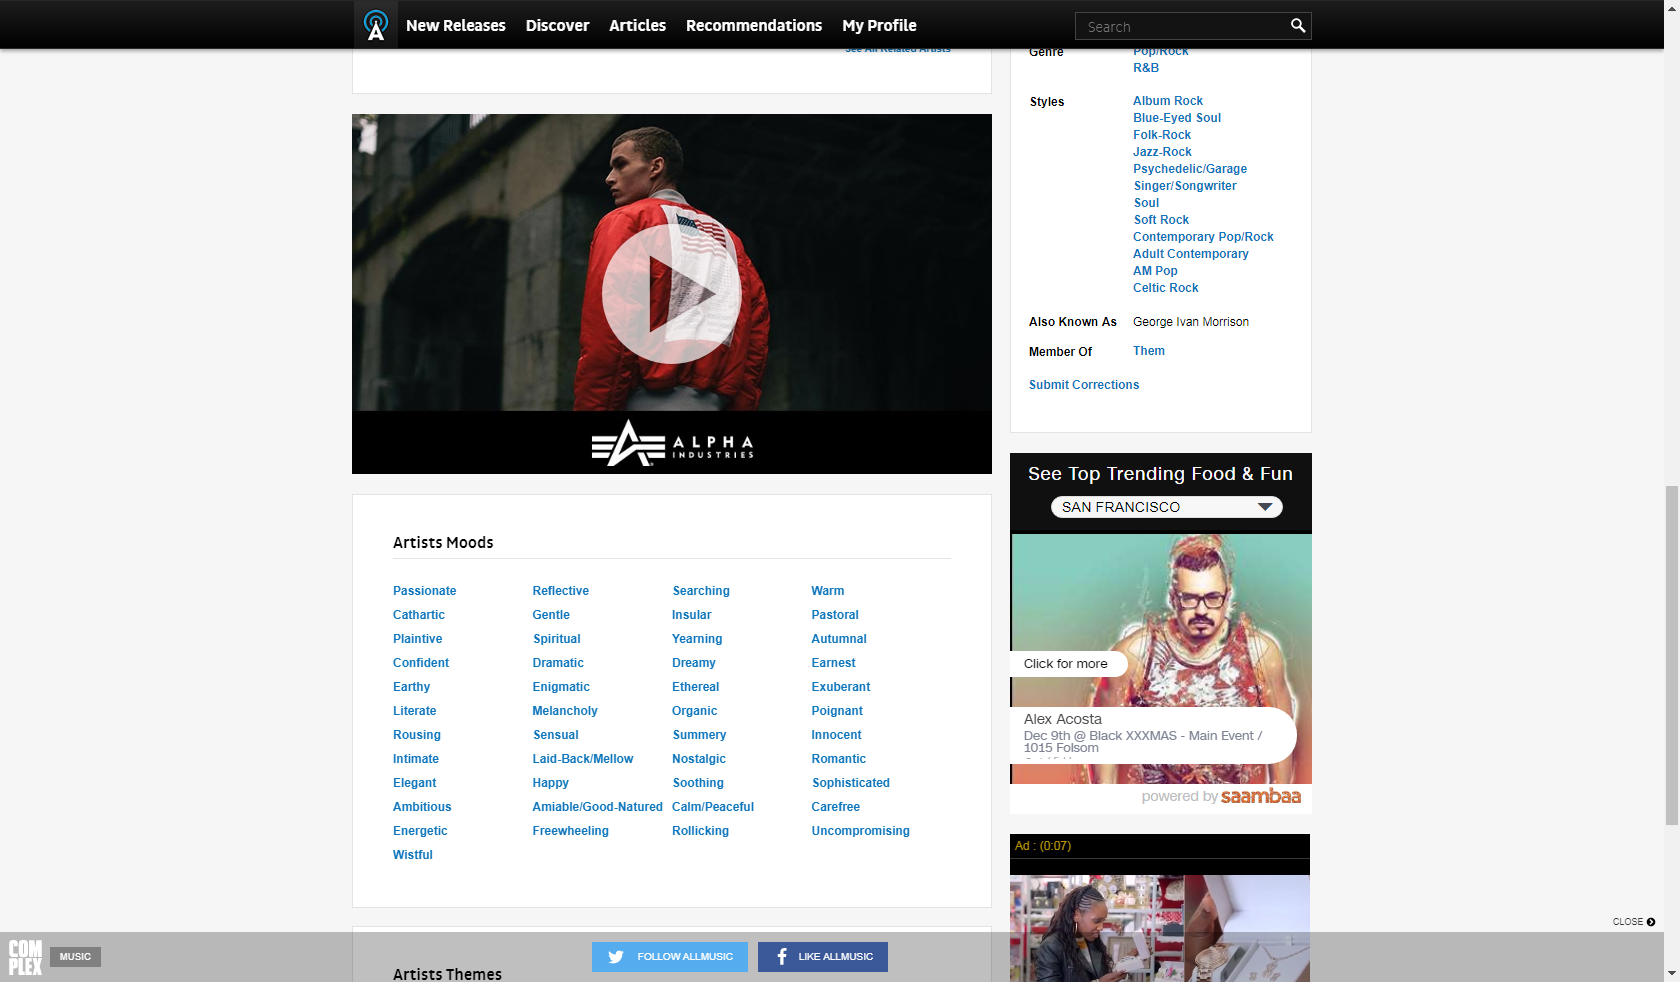 New Releases Discover Articles Recommendations My Profile Search
See All Related Artists
Genre Pop/Rock
R&B
Styles Album Rock
Blue-Eyed Soul
Folk-Rock
Jazz-Rock
Psychedelic/Garage
Singer/Songwriter
Soul
Soft Rock
Contemporary Pop/Rock
Adult Contemporary
AM Pop
Celtic Rock
Also Known As George Ivan Morrison
Member Of Them
Submit Corrections
ALPHA
INDUSTRIES
See Top Trending Food & Fun
SAN FRANCISCO
Click for more
Alex Acosta
Dec 9th @ Black XXXMAS - Main Event /
1015 Folsom
powered by saambaa
Ad : (0:07)
Artists Moods
Passionate Reflective Searching Warm
Cathartic Gentle Insular Pastoral
Plaintive Spiritual Yearning Autumnal
Confident Dramatic Dreamy Earnest
Earthy Enigmatic Ethereal Exuberant
Literate Melancholy Organic Poignant
Rousing Sensual Summery Innocent
Intimate Laid-Back/Mellow Nostalgic Romantic
Elegant Happy Soothing Sophisticated
Ambitious Amiable/Good-Natured Calm/Peaceful Carefree
Energetic Freewheeling Rollicking Uncompromising
Wistful
CLOSE
COM
PLEX
MUSIC
FOLLOW ALLMUSIC LIKE ALLMUSIC
Artists Themes